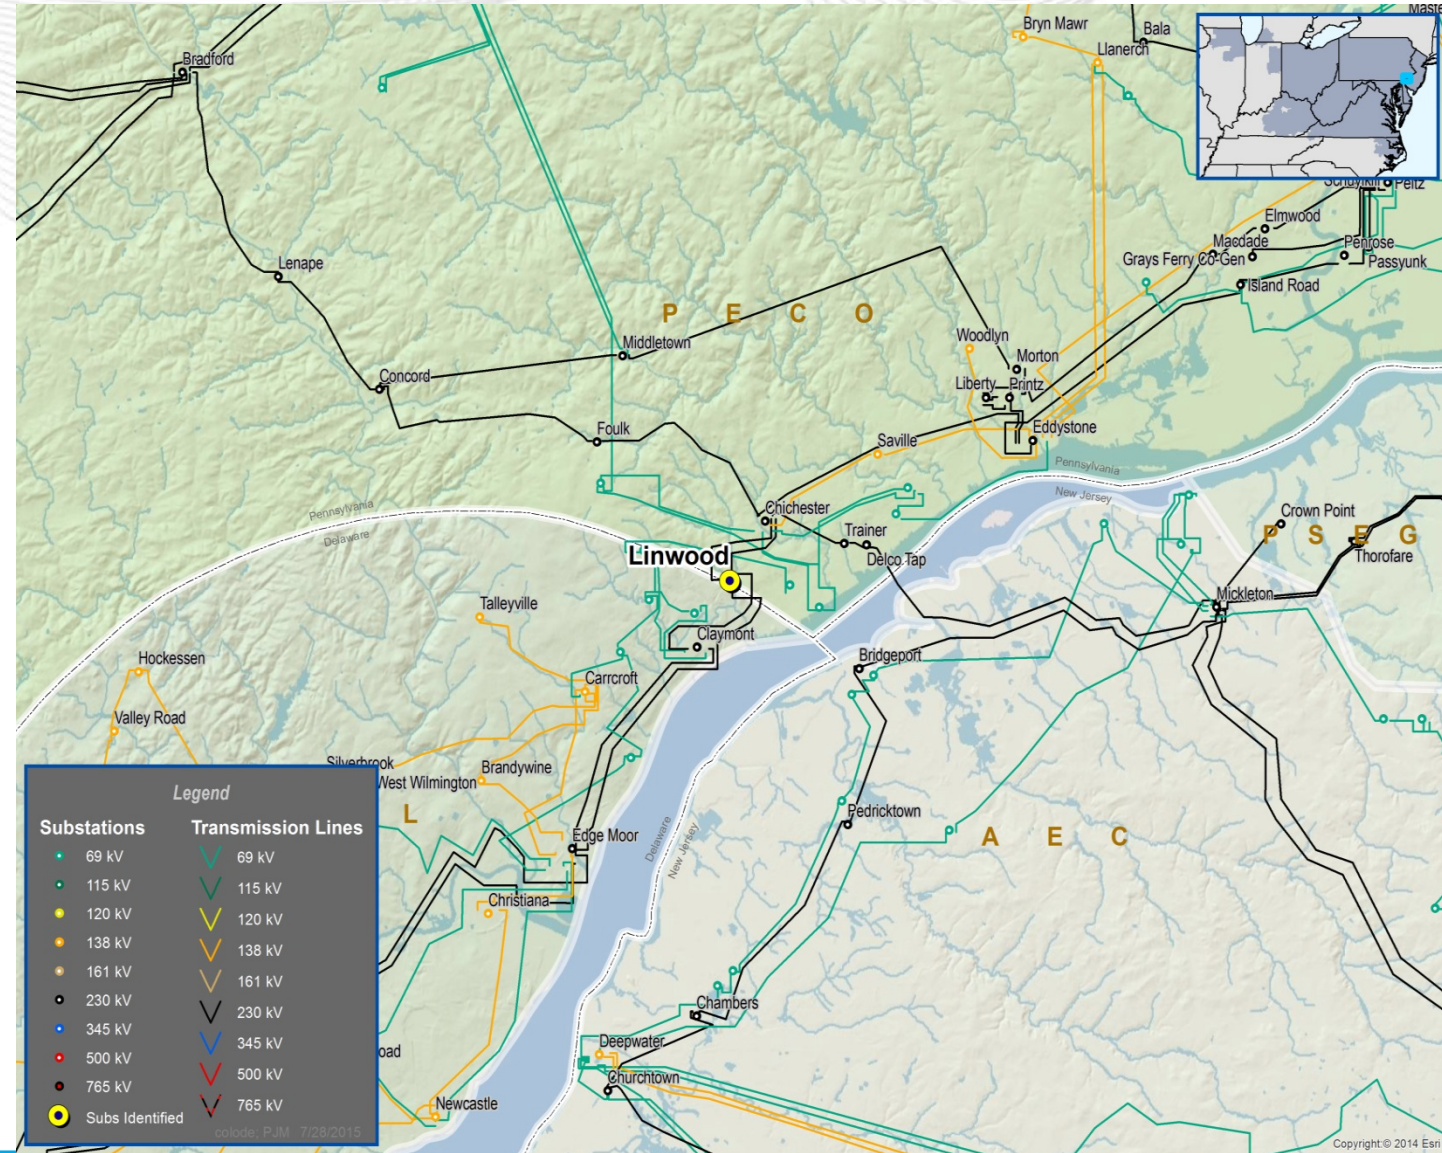 Maste
Bryn Mawr
Bala
Llanerch
Bradford
Schuylkill
Peltz
Elmwood
Macdade
Penrose
Grays Ferry Co-Gen
Passyunk
Lenape
Island Road
P E C O
Middletown
Woodlyn
Morton
Concord
Liberty
Printz
Foulk
Saville
Eddystone
Pennsylvania
New Jersey
Pennsylvania
Delaware
Chichester
Crown Point
P S E G
Trainer
Linwood
Delco Tap
Thorofare
Talleyville
Mickleton
Claymont
Hockessen
Bridgeport
Carrcroft
Valley Road
Silverbrook
Brandywine
West Wilmington
L
Pedricktown
Edge Moor
Delaware
New Jersey
A E C
Christiana
Chambers
Deepwater
oad
Churchtown
Newcastle
Legend
Substations
Transmission Lines
69 kV
69 kV
115 kV
115 kV
120 kV
120 kV
138 kV
138 kV
161 kV
161 kV
230 kV
230 kV
345 kV
345 kV
500 kV
500 kV
765 kV
765 kV
Subs Identified
colode, PJM 7/28/2015
Copyright:© 2014 Esri